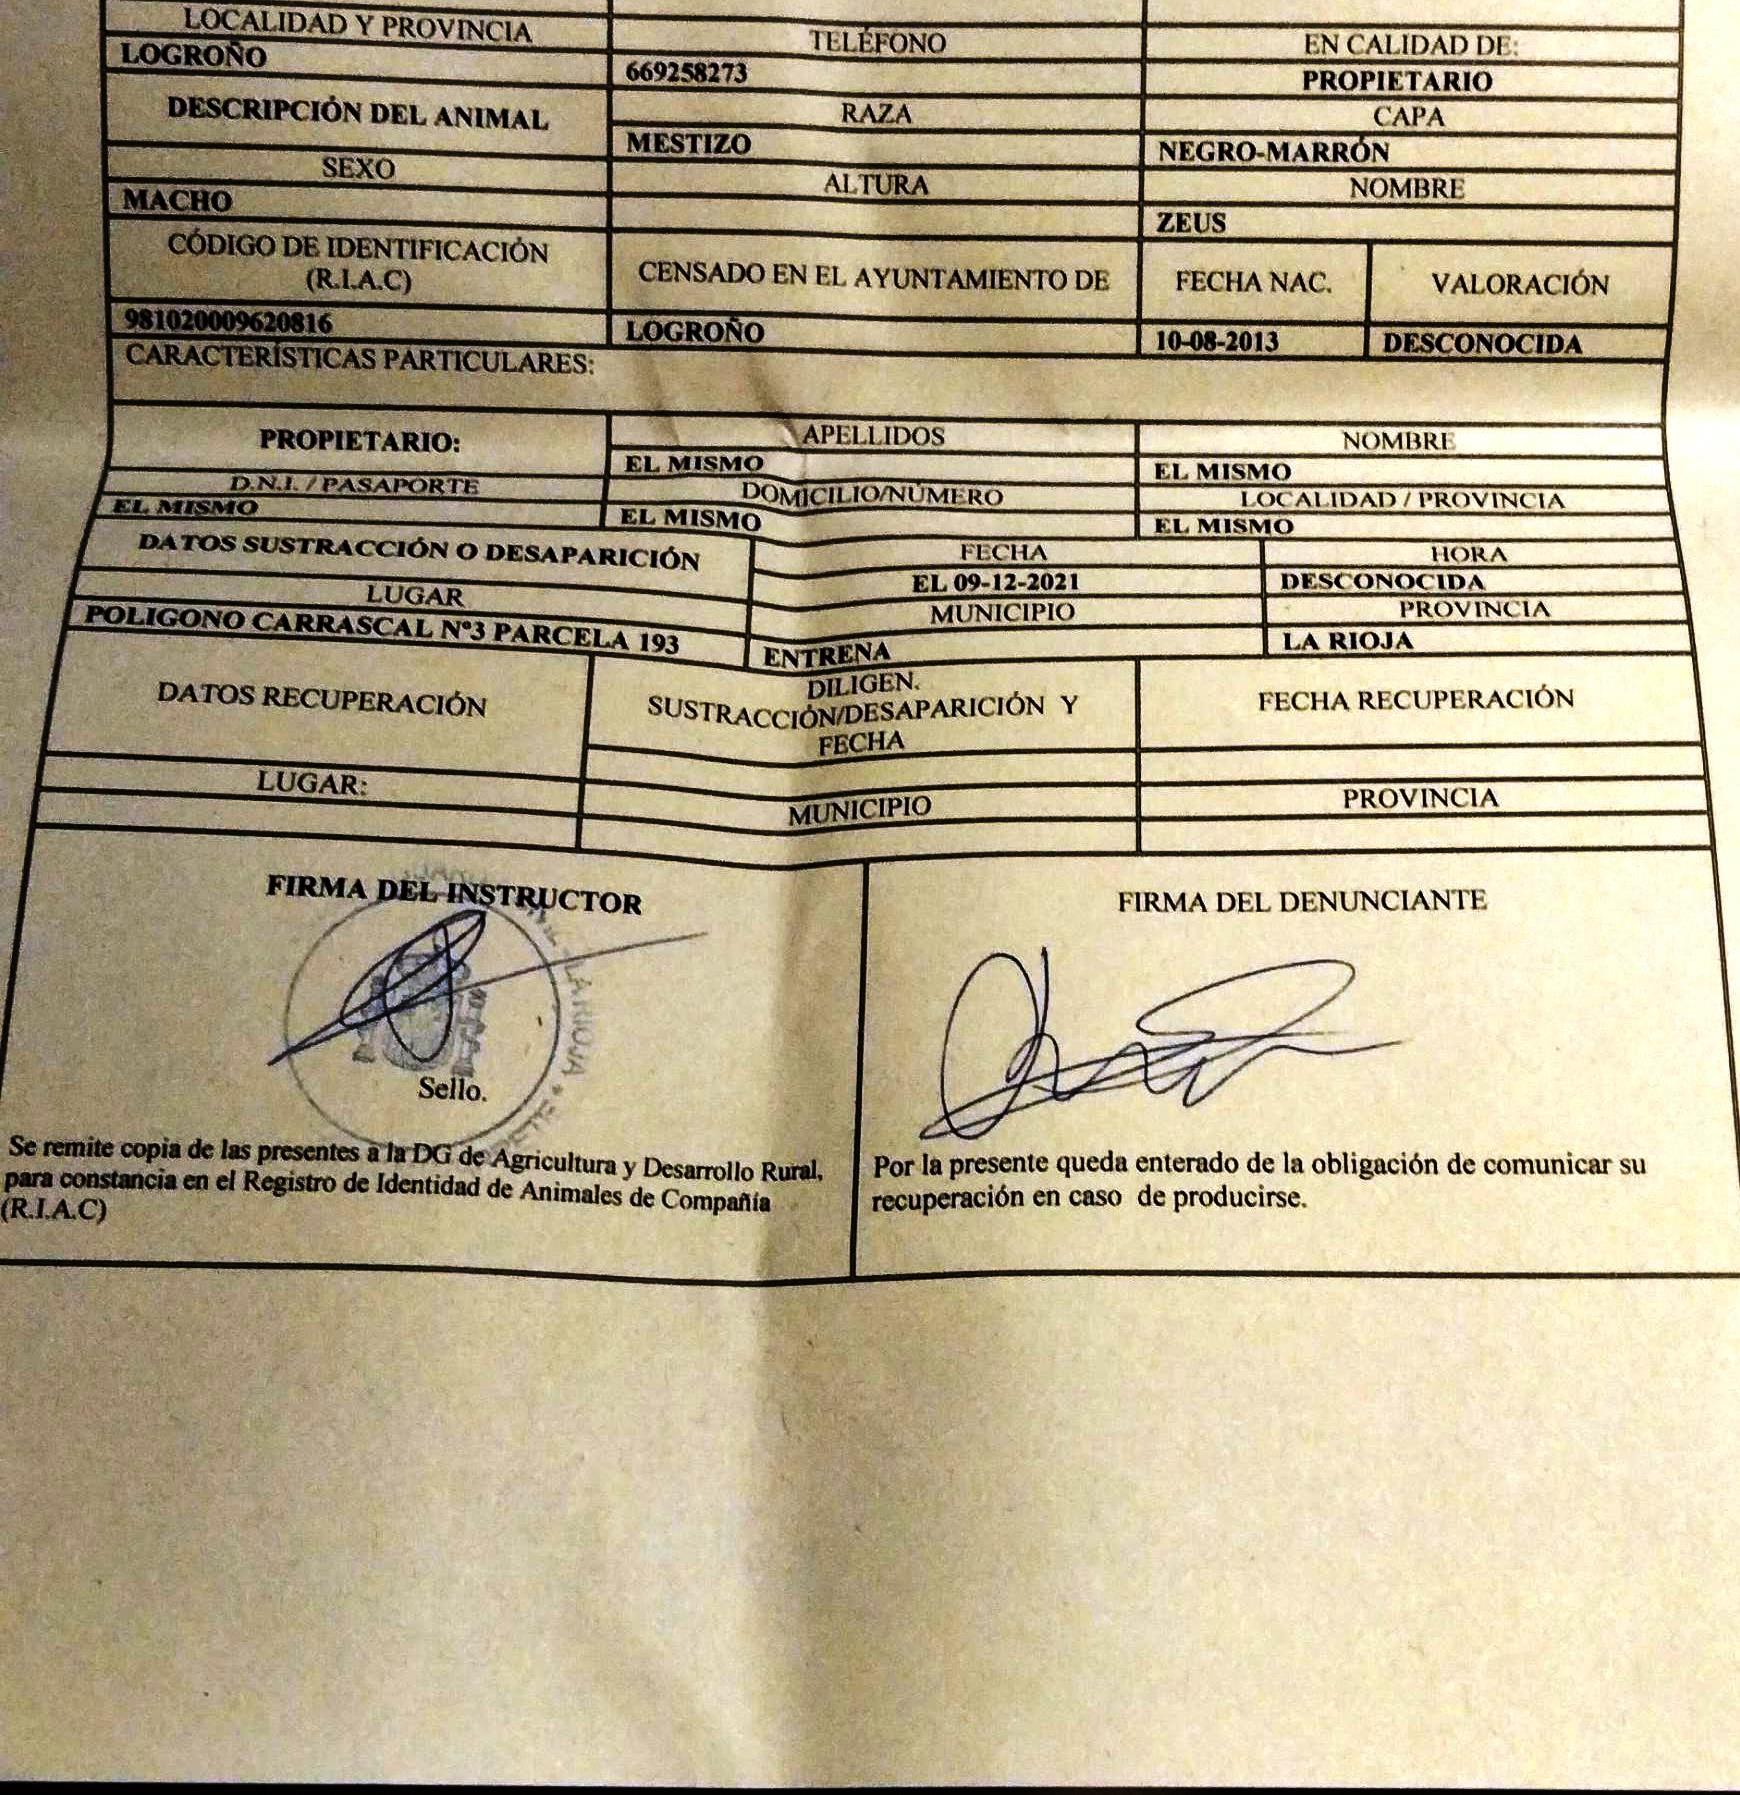 LOCALIDAD Y PROVINCIA TELÉFONO EN CALIDAD DE:
LOGROÑO 669258273 PROPIETARIO
DESCRIPCIÓN DEL ANIMAL RAZA CAPA
MESTIZO NEGRO-MARRÓN
SEXO ALTURA NOMBRE
MACHO ZEUS
CÓDIGO DE IDENTIFICACIÓN
(R.I.A.C) CENSADO EN EL AYUNTAMIENTO DE FECHA NAC. VALORACIÓN
981020009620816 LOGROÑO 10-08-2013 DESCONOCIDA
CARACTERÍSTICAS PARTICULARES:
PROPIETARIO: APELLIDOS NOMBRE
EL MISMO EL MISMO
D.N.I. / PASAPORTE DOMICILIO/NÚMERO LOCALIDAD / PROVINCIA
EL MISMO EL MISMO EL MISMO
DATOS SUSTRACCIÓN O DESAPARICIÓN FECHA HORA
EL 09-12-2021 DESCONOCIDA
LUGAR MUNICIPIO PROVINCIA
POLIGONO CARRASCAL Nº3 PARCELA 193 ENTRENA LA RIOJA
DATOS RECUPERACIÓN DILIGEN.
SUSTRACCIÓN/DESAPARICIÓN Y FECHA RECUPERACIÓN
FECHA
LUGAR: MUNICIPIO PROVINCIA
FIRMA DEL INSTRUCTOR FIRMA DEL DENUNCIANTE
LA RIOJA
Sello.
Se remite copia de las presentes a la DG de Agricultura y Desarrollo Rural,
para constancia en el Registro de Identidad de Animales de Compañía
(R.I.A.C)
Por la presente queda enterado de la obligación de comunicar su
recuperación en caso de producirse.